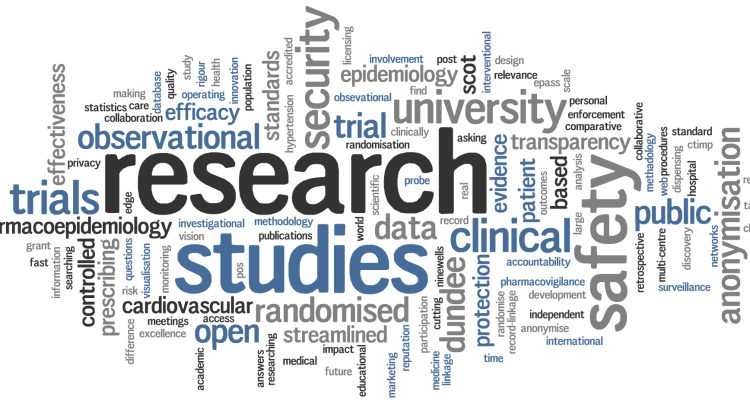 security
licensing
involvement
post
scot
interventional
design
relevance
epass
scale
epidemiology
find
accredited
standards
hypertension
study
rigour
health
innovation
population
database
quality
operating
efficacy
making
statistics care
collaboration
effectiveness
observational
privacy
obsevational
trial
clinically
randomisation
university
personal
enforcement
comparative
asking
transparency
research
trials
edge
scientific
probe
real
evidence
patient
outcomes
based
analysis
large
safety
collaborative
methodology
web
procedures
dispensing
hospital
standard
ctimp
anonymisation
public
rmacoepidemiology
investigational
vision
methodology
publications
world
data
record
clinical
accountability
studies
pos
grant
fast
information
searching
controlled
prescribing
questions
risk
visualisation
monitoring
cardiovascular
randomised
meetings
access
excellence
difference
open
streamlined
academic
answers
researching
medical
impact
future
educational
marketing
reputation
participation
cutting
ninewells
dundee
medicine
linkage
protection
time
pharmacovigilance
development
randomise
record-linkage
independent
anonymise
international
retrospective
multi-centre
surveillance
discovery
networks